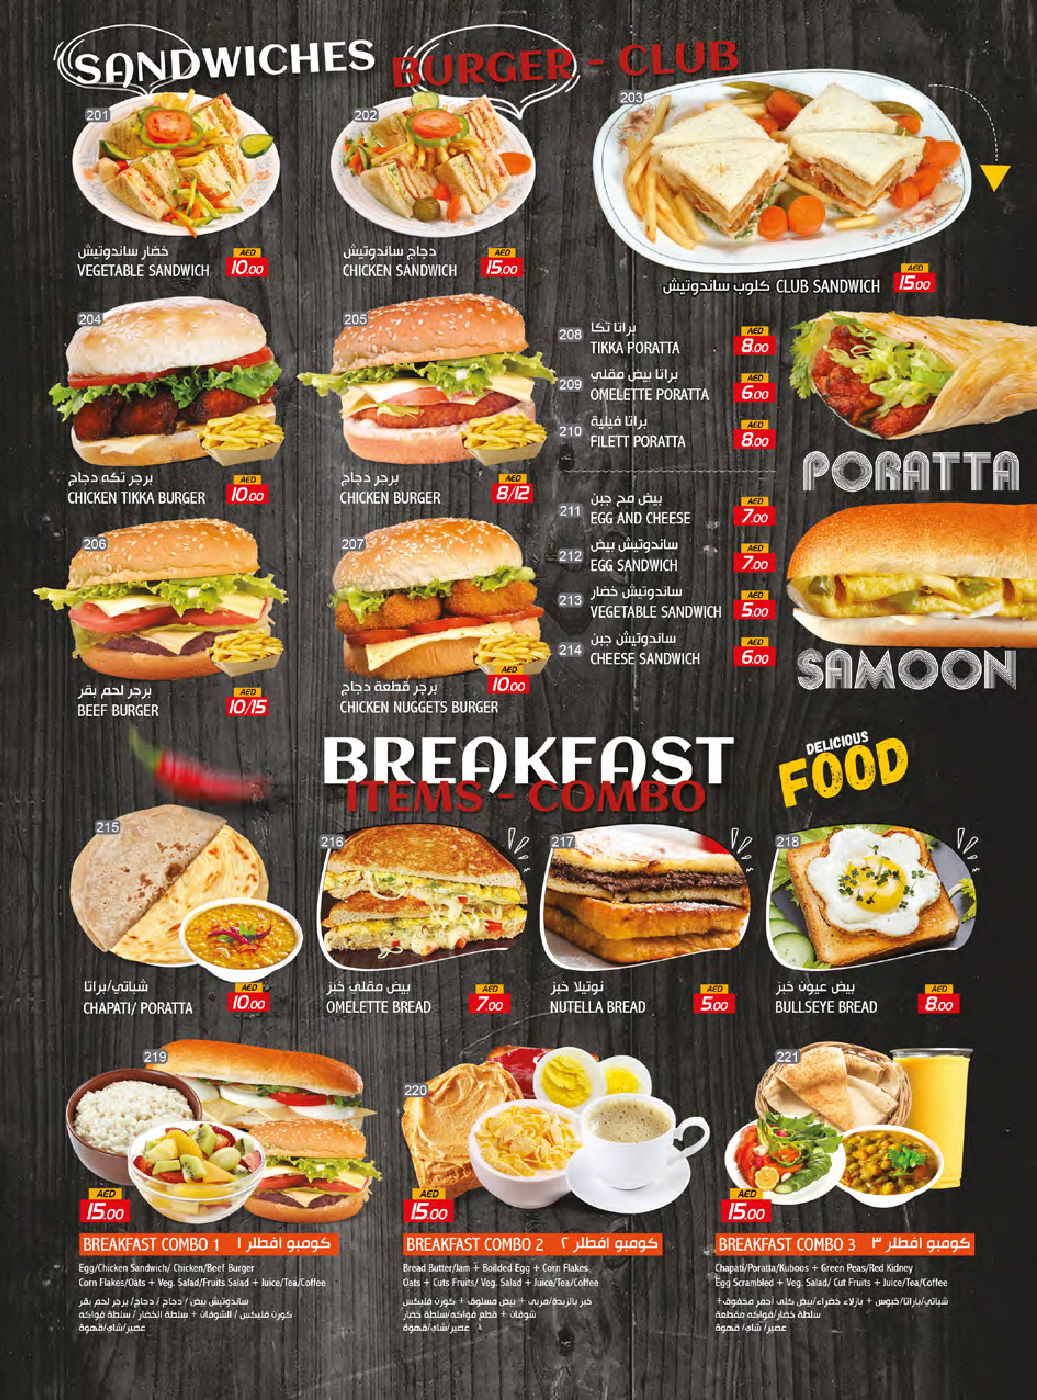 SANDWICHES BURGER - CLUB
201
202
203
خضار ساندوتيش
VEGETABLE SANDWICH
AED
10.00
دجاج ساندوتيش
CHICKEN SANDWICH
AED
15.00
كلوب ساندوتيش CLUB SANDWICH
AED
15.00
204
برجر تكه دجاج
CHICKEN TIKKA BURGER
AED
10.00
205
برجر دجاج
CHICKEN BURGER
AED
8/12
206
برجر لحم بقر
BEEF BURGER
AED
10/15
207
برجر قطعة دجاج
CHICKEN NUGGETS BURGER
AED
10.00
208
براتا تكا
TIKKA PORATTA
AED
8.00
209
براتا بيض مقلي
OMELETTE PORATTA
AED
6.00
210
براتا فيلية
FILETT PORATTA
AED
8.00
PORATTA
211
بيض مح جبن
EGG AND CHEESE
AED
7.00
212
ساندوتيش بيض
EGG SANDWICH
AED
7.00
213
ساندوتيش خضار
VEGETABLE SANDWICH
AED
5.00
214
ساندوتيش جبن
CHEESE SANDWICH
AED
6.00
SAMOON
BREAKFAST
ITEMS - COMBO
DELICIOUS
FOOD
215
شباتي/براتا
CHAPATI/ PORATTA
AED
10.00
216
بيض مقلي خبز
OMELETTE BREAD
AED
7.00
217
نوتيلا خبز
NUTELLA BREAD
AED
5.00
218
بيض عيون خبز
BULLSEYE BREAD
AED
8.00
219
AED
15.00
BREAKFAST COMBO 1 كومبو افطلر ١
Egg/Chicken Sandwich/ Chicken/Beef Burger
Corn Flakes/Oats + Veg. Salad/Fruits Salad + Juice/Tea/Coffee
ساندوتيش بيض / دجاج / دجاج/ برجر لحم بقر
كورن فليكس / الشوفان + سلطة الخضار / سلطة فواكه
عصير/شاي/قهوة
220
AED
15.00
BREAKFAST COMBO 2 كومبو افطلر ٢
Bread Butter/Jam + Boilded Egg + Corn Flakes
Oats + Cuts Fruits/ Veg. Salad + Juice/Tea/Coffee
خبز بالزبدة/مربى + بيض مسلوق + كورن فليكس
شوفان + قطع فواكه/سلطة خضار
عصير/شاي/قهوة
221
AED
15.00
BREAKFAST COMBO 3 كومبو افطلر ٣
Chapati/Poratta/Kuboos + Green Peas/Red Kidney
Egg Scrambled + Veg. Salad/ Cut Fruits + Juice/Tea/Coffee
شباتي/براتا/خبوس + بازلاء خضراء/بيض كلى أحمر مخفوق+
سلطة خضار/فواكه مقطعة
عصير/ شاي/ قهوة